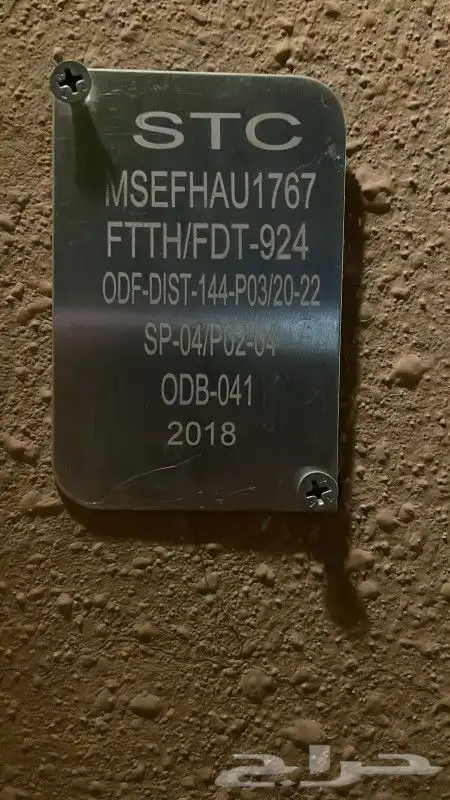 STC
MSEFHAU1767
FTTH/FDT-924
ODF-DIST-144-P03/20-22
SP-04/P02-04
ODB-041
2018
حراج